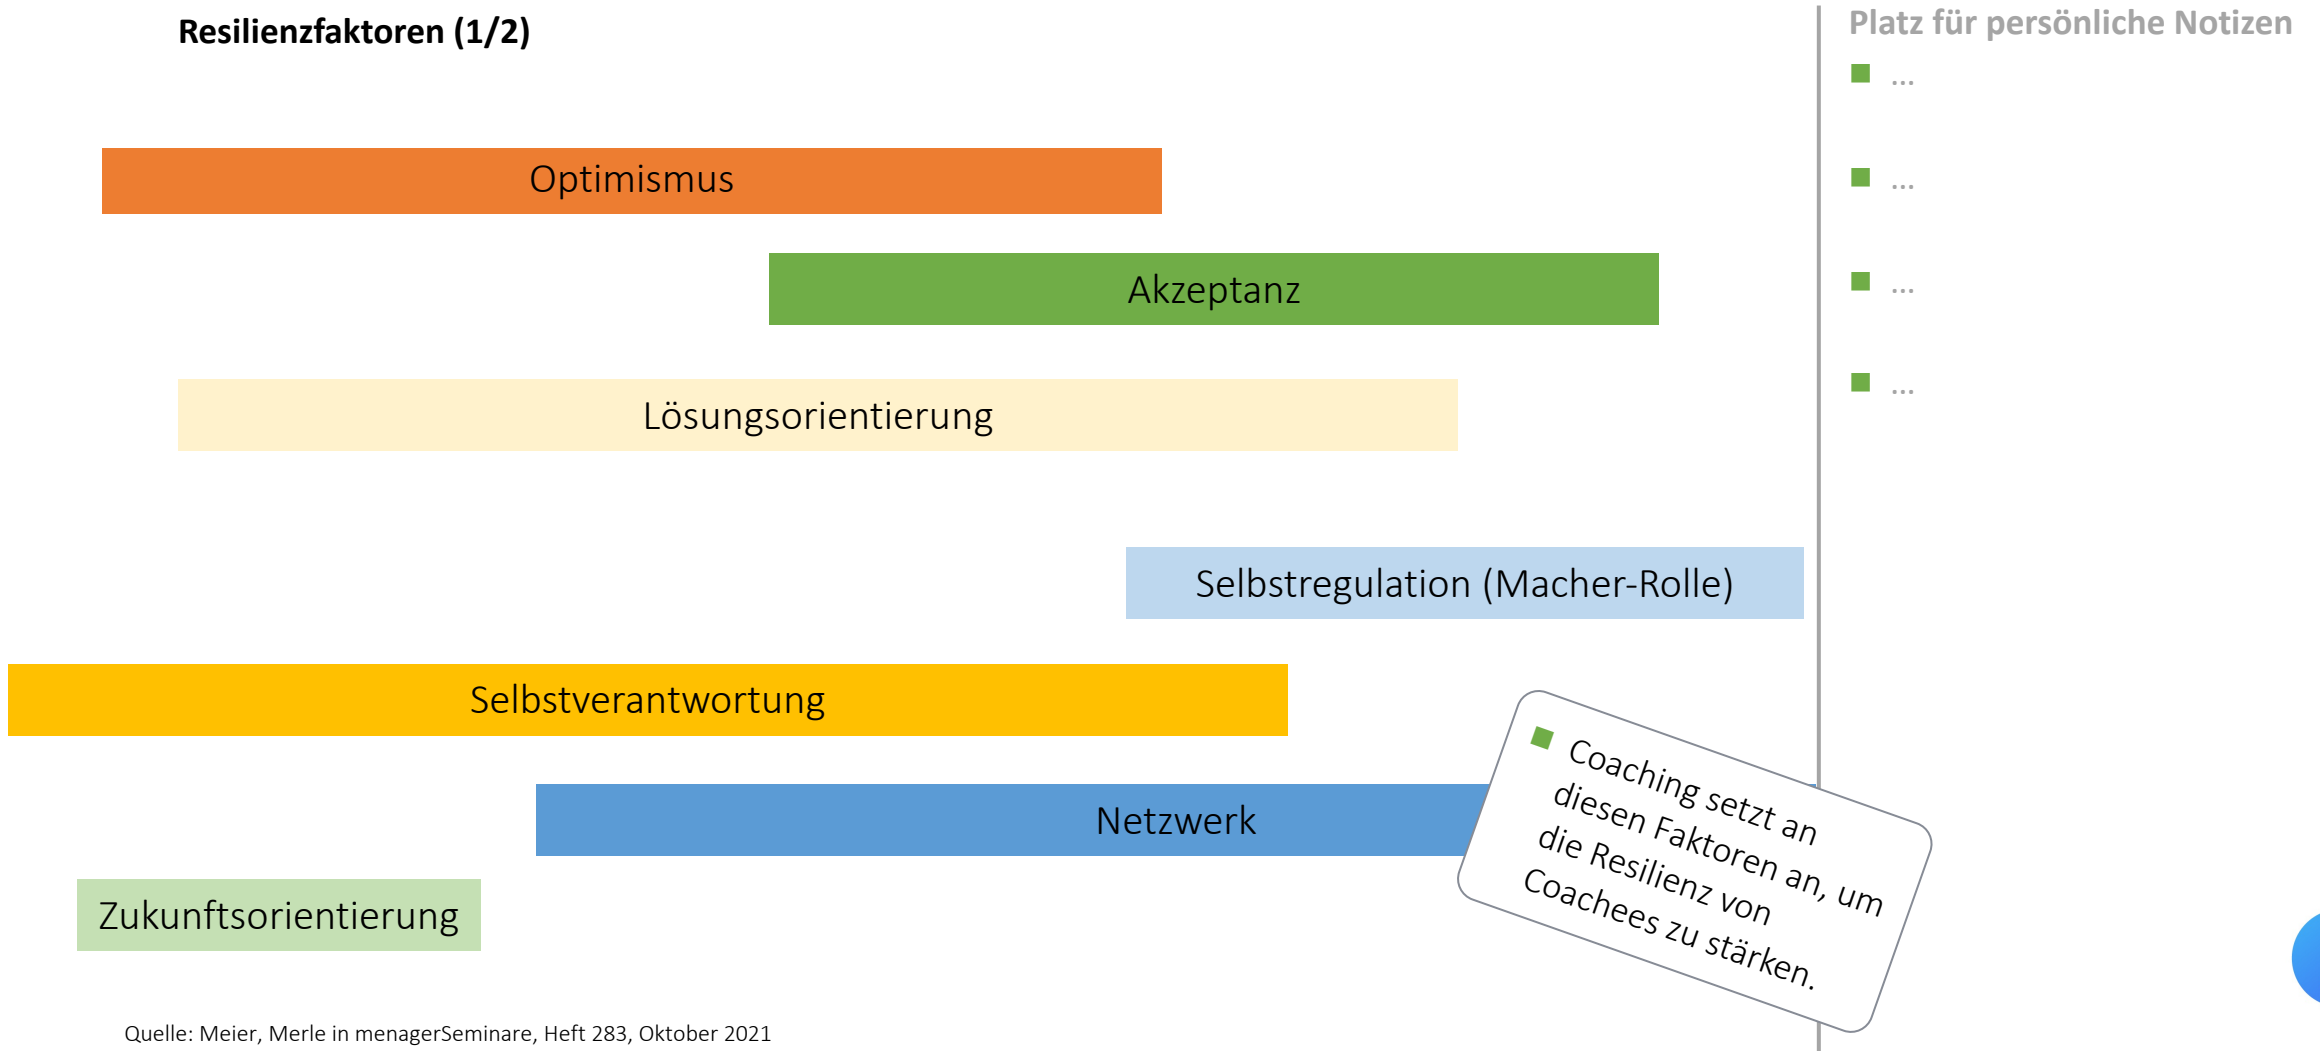 Resilienzfaktoren (1/2)
Optimismus
Akzeptanz
Lösungsorientierung
Selbstregulation (Macher-Rolle)
Selbstverantwortung
Netzwerk
Zukunftsorientierung
Coaching setzt an
diesen Faktoren an, um
die Resilienz von
Coachees zu stärken.
Quelle: Meier, Merle in menagerSeminare, Heft 283, Oktober 2021
Platz für persönliche Notizen
...
...
...
...